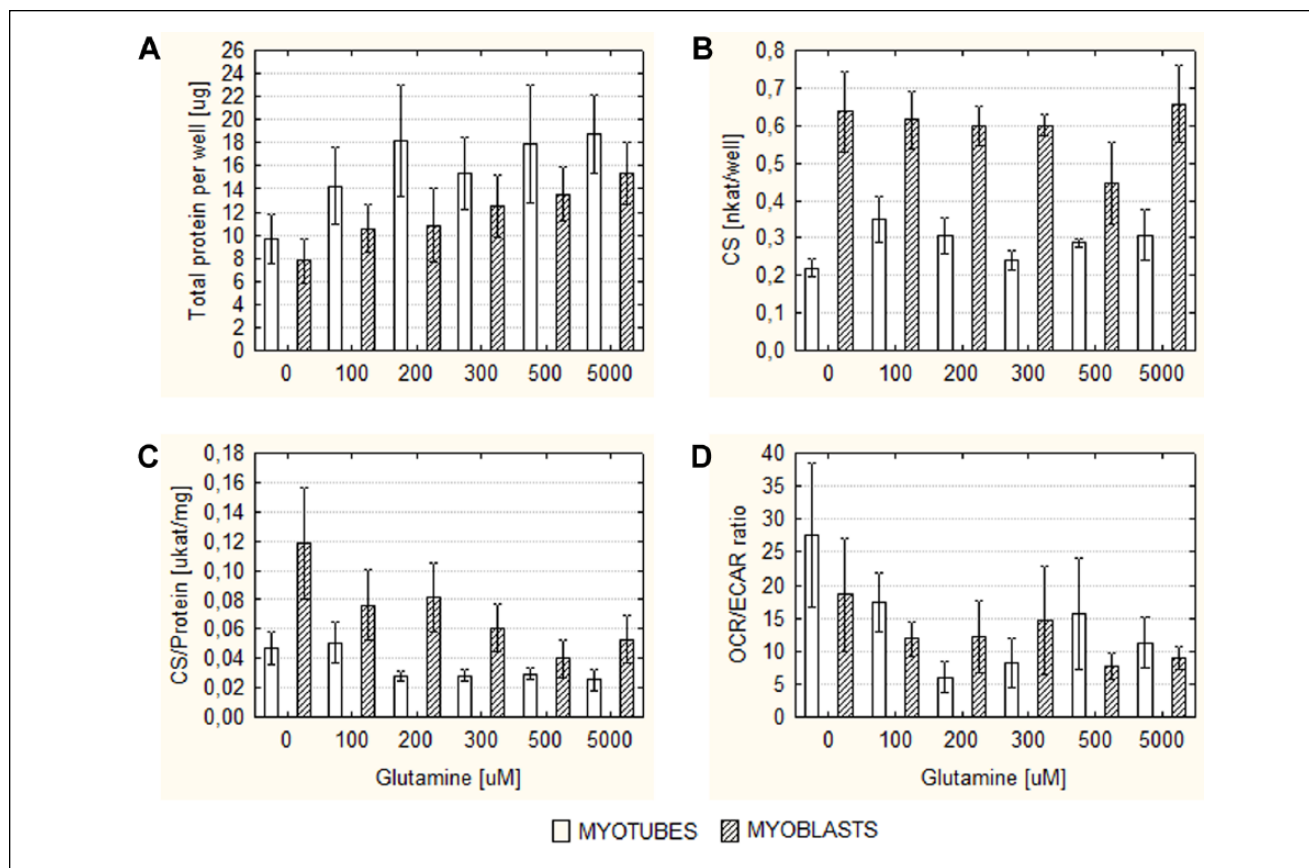 A
Total protein per well [ug]
26
24
22
20
18
16
14
12
10
8
6
4
2
0
0 100 200 300 500 5000
B
CS [nkat/well]
0,8
0,7
0,6
0,5
0,4
0,3
0,2
0,1
0,0
0 100 200 300 500 5000
C
CS/Protein [ukat/mg]
0,18
0,16
0,14
0,12
0,10
0,08
0,06
0,04
0,02
0,00
0 100 200 300 500 5000
Glutamine [uM]
D
OCR/ECAR ratio
40
35
30
25
20
15
10
5
0
0 100 200 300 500 5000
Glutamine [uM]
MYOTUBES MYOBLASTS